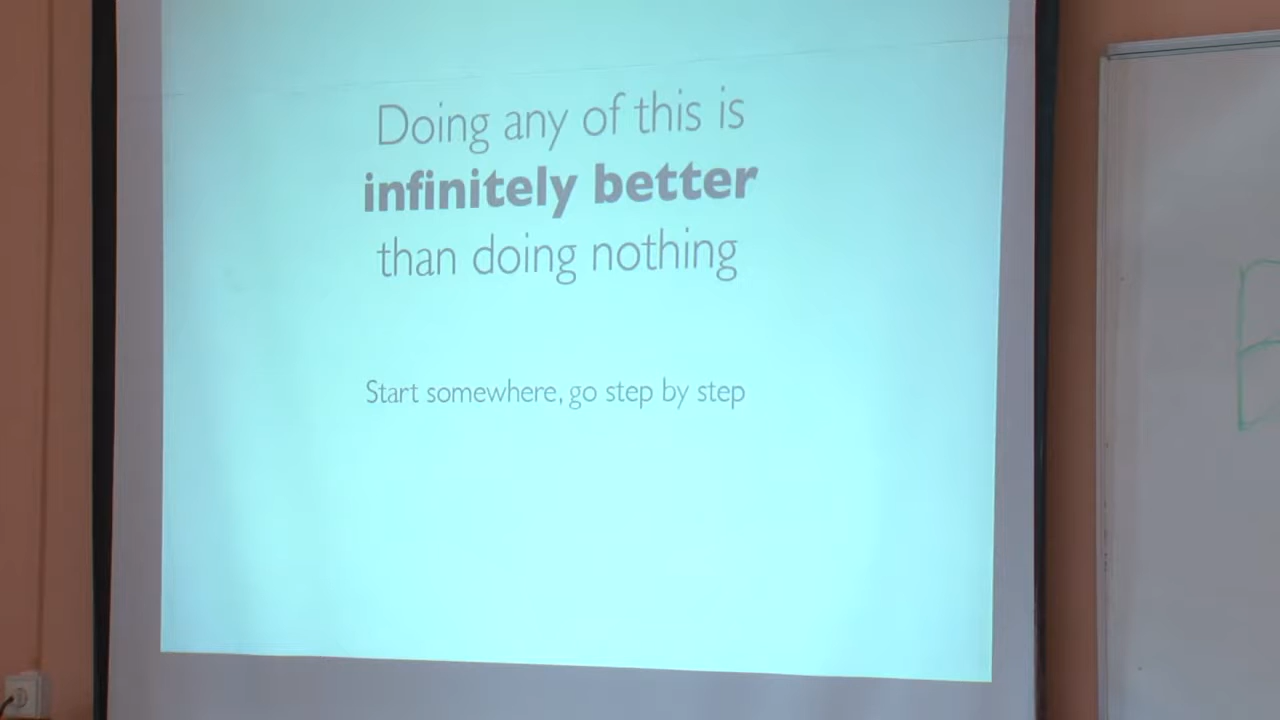 Doing any of this is
infinitely better
than doing nothing
Start somewhere, go step by step